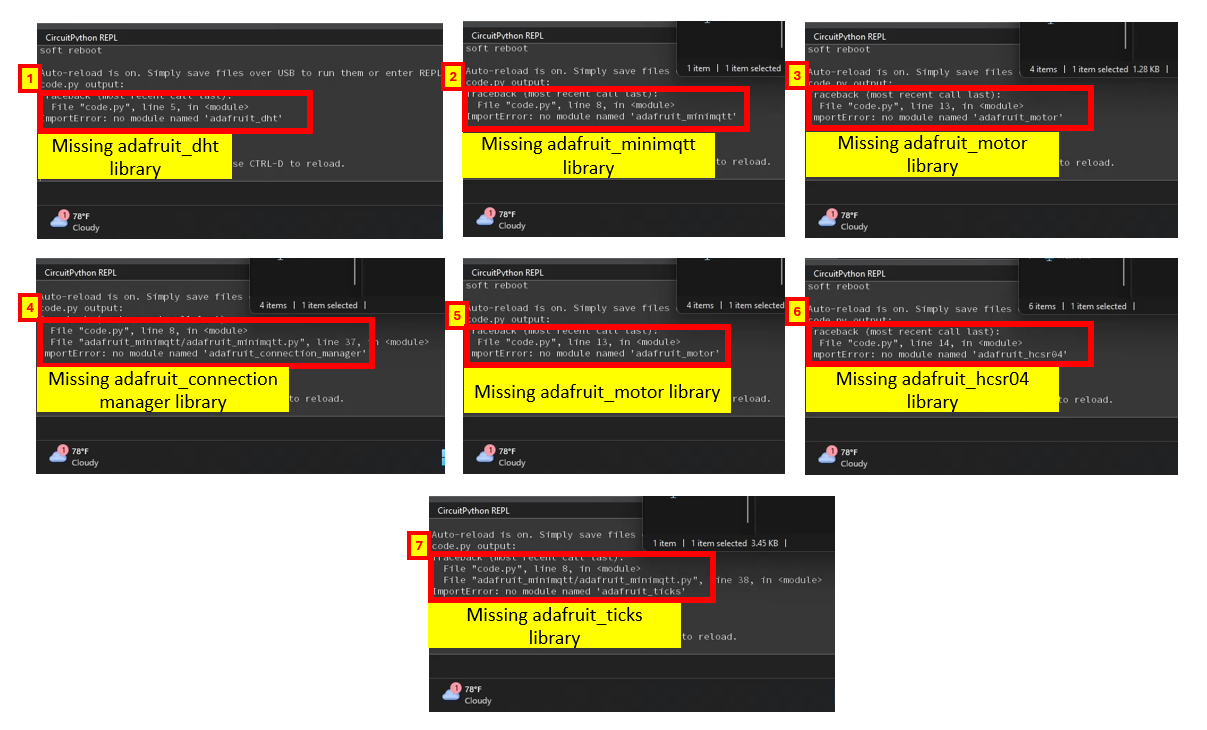 CircuitPython REPL
soft reboot
1
Auto-reload is on. Simply save files over USB to run them or enter REPL
code.py output:
Traceback (most recent call last):
File "code.py", line 5, in <module>
ImportError: no module named 'adafruit_dht'
Missing adafruit_dht
library
se CTRL-D to reload.
1
78°F
Cloudy
CircuitPython REPL
soft reboot
1 item | 1 item selected
2
Auto-reload is on. Simply save files
code.py output:
Traceback (most recent call last):
File "code.py", line 8, in <module>
ImportError: no module named 'adafruit_minimqtt'
Missing adafruit_minimqtt
library
to reload.
1
78°F
Cloudy
CircuitPython REPL
soft reboot
4 items | 1 item selected 1.28 KB |
3
Auto-reload is on. Simply save files
code.py output:
Traceback (most recent call last):
File "code.py", line 13, in <module>
mportError: no module named 'adafruit_motor'
Missing adafruit_motor
library
to reload.
1
78°F
Cloudy
CircuitPython REPL
4
Auto-reload is on. Simply save files
code.py output:
4 items | 1 item selected |
File "code.py", line 8, in <module>
File "adafruit_minimqtt/adafruit_minimqtt.py", line 37, in <module>
mportError: no module named 'adafruit_connection_manager'
Missing adafruit_connection
manager library
to reload.
1
78°F
Cloudy
CircuitPython REPL
soft reboot
4 items | 1 item selected
5
Auto-reload is on. Simply save files
code.py output:
Traceback (most recent call last):
File "code.py", line 13, in <module>
mportError: no module named 'adafruit_motor'
Missing adafruit_motor library
reload.
1
78°F
Cloudy
CircuitPython REPL
soft reboot
6 items | 1 item selected |
6
Auto-reload is on. Simply save files
code.py output:
Traceback (most recent call last):
File "code.py", line 14, in <module>
mportError: no module named 'adafruit_hcsr04'
Missing adafruit_hcsr04
library
to reload.
1
78°F
Cloudy
CircuitPython REPL
7
Auto-reload is on. Simply save files
code.py output:
1 item | 1 item selected 3.45 KB |
Traceback (most recent call last):
File "code.py", line 8, in <module>
File "adafruit_minimqtt/adafruit_minimqtt.py", line 38, in <module>
ImportError: no module named 'adafruit_ticks'
Missing adafruit_ticks
library
to reload.
1
78°F
Cloudy